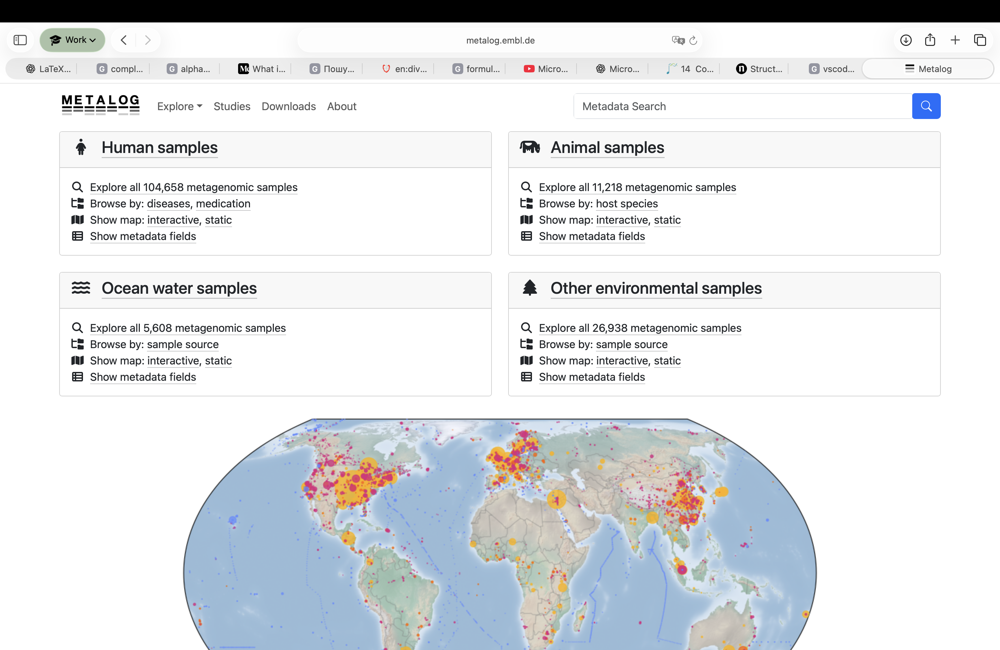 Work
metalog.embl.de
LaTeX...
compl...
alpha...
What i...
Пошу...
en:div...
formul...
Micro...
Micro...
14 Co...
Struct...
vscod...
Metalog
METALOG
Explore
Studies
Downloads
About
Metadata Search
Human samples
Explore all 104,658 metagenomic samples
Browse by: diseases, medication
Show map: interactive, static
Show metadata fields
Animal samples
Explore all 11,218 metagenomic samples
Browse by: host species
Show map: interactive, static
Show metadata fields
Ocean water samples
Explore all 5,608 metagenomic samples
Browse by: sample source
Show map: interactive, static
Show metadata fields
Other environmental samples
Explore all 26,938 metagenomic samples
Browse by: sample source
Show map: interactive, static
Show metadata fields